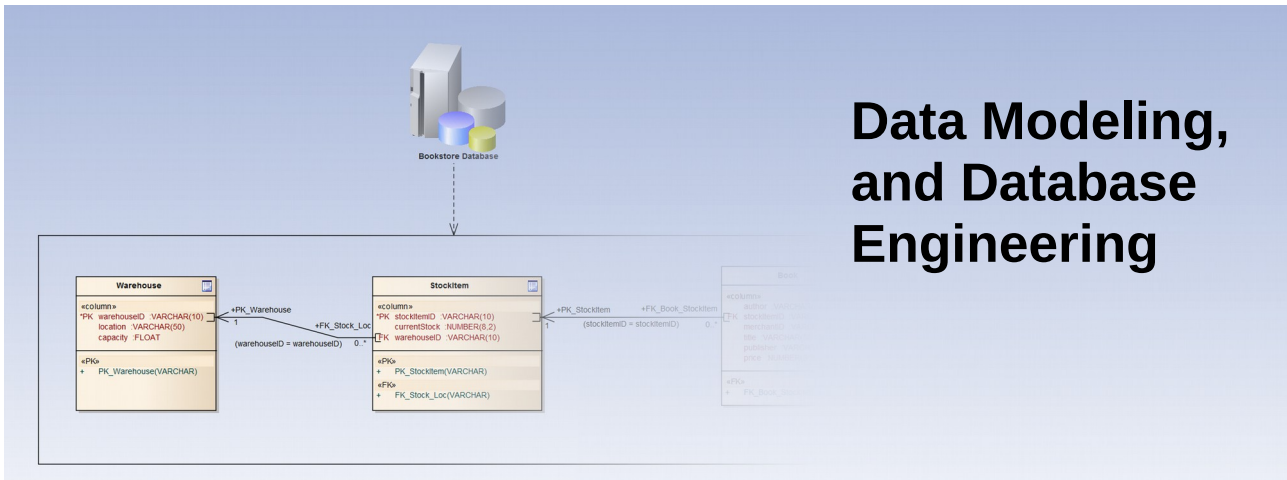 Data Modeling,
and Database
Engineering
Bookstore Database
Warehouse
«column»
*PK warehouseID :VARCHAR(10)
location :VARCHAR(50)
capacity :FLOAT
«PK»
+ PK_Warehouse(VARCHAR)
+PK_Warehouse
1
+FK_Stock_Loc
(warehouseID = warehouseID) 0..*
StockItem
«column»
*PK stockItemID :VARCHAR(10)
currentStock :NUMBER(8,2)
FK warehouseID :VARCHAR(10)
«PK»
+ PK_StockItem(VARCHAR)
«FK»
+ FK_Stock_Loc(VARCHAR)
+PK_StockItem +FK_Book_StockItem
1 (stockItemID = stockItemID) 0..*
Book
«column»
«FK»